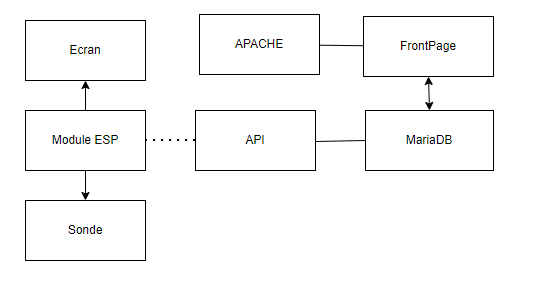 Ecran
APACHE
FrontPage
Module ESP
API
MariaDB
Sonde